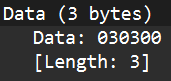 Data (3 bytes)
Data: 030300
[Length: 3]